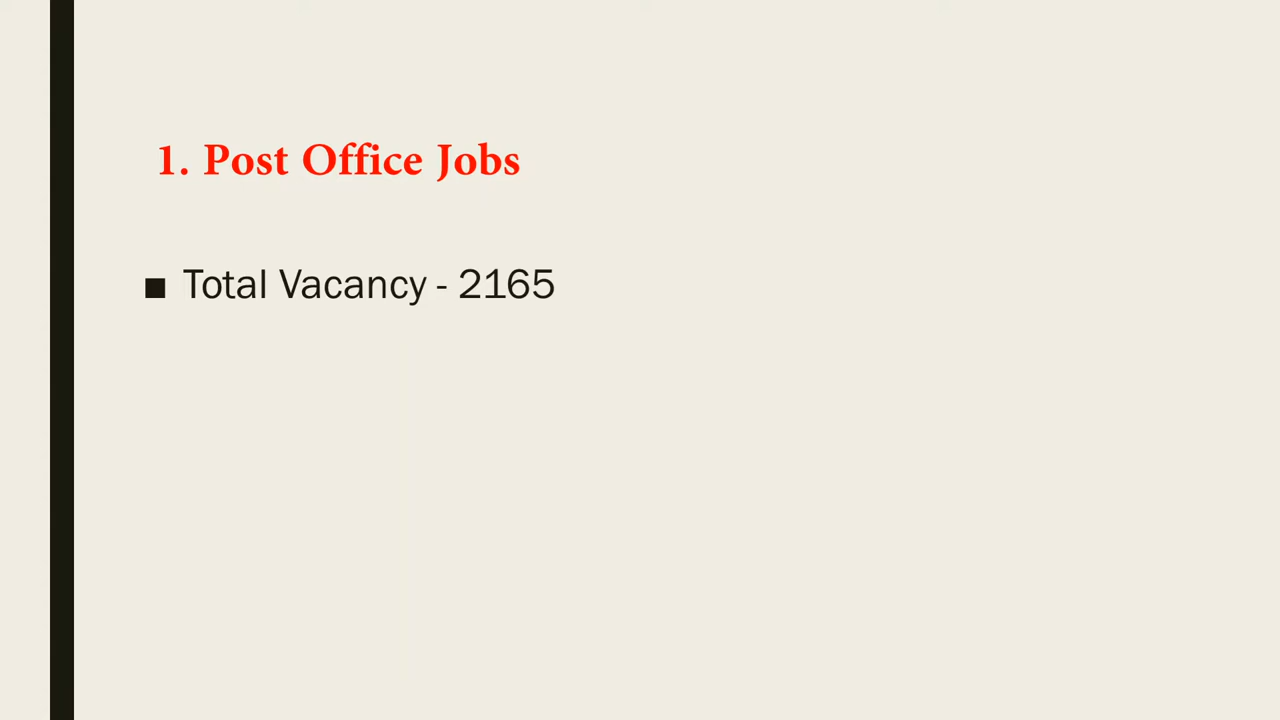 1. Post Office Jobs
■ Total Vacancy - 2165